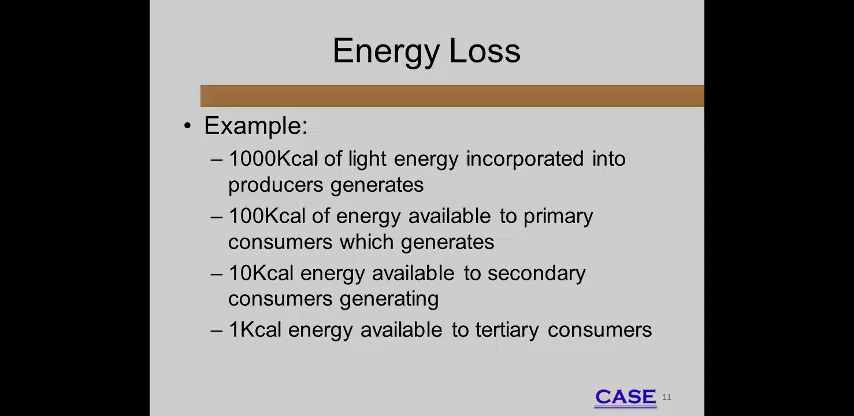 Energy Loss
• Example:
– 1000Kcal of light energy incorporated into
producers generates
– 100Kcal of energy available to primary
consumers which generates
– 10Kcal energy available to secondary
consumers generating
– 1Kcal energy available to tertiary consumers
CASE 11